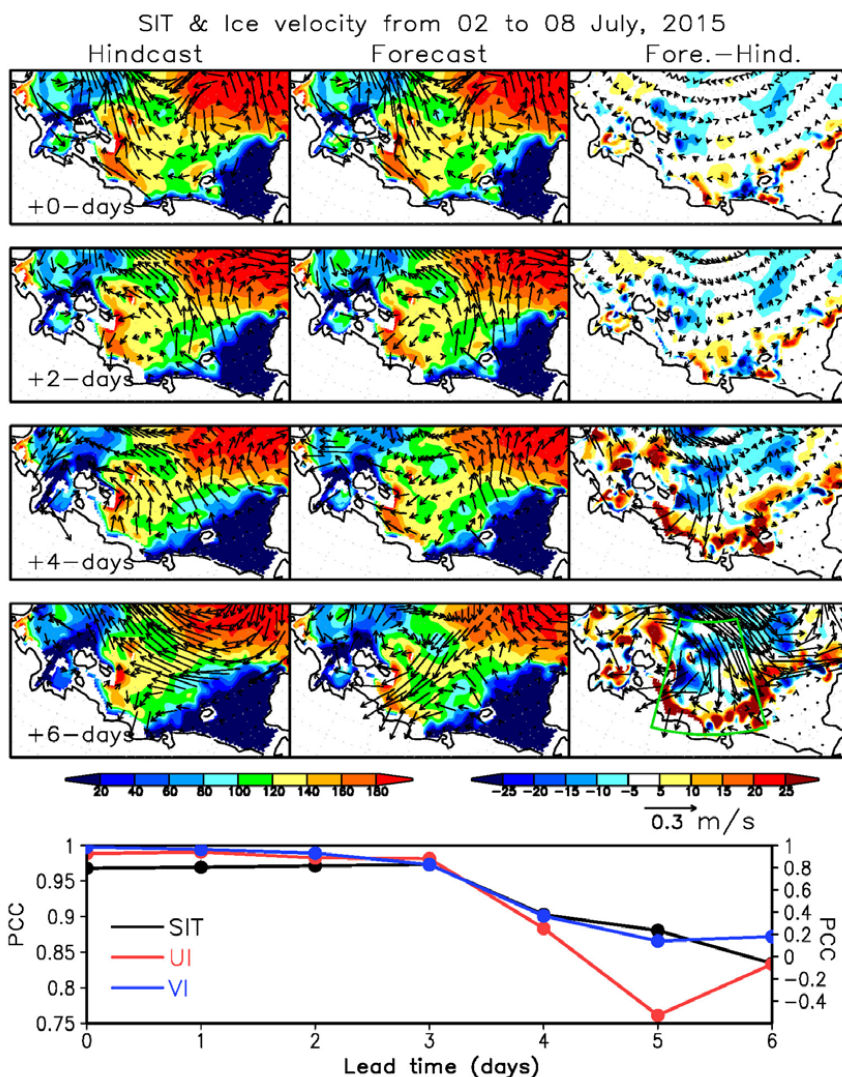 SIT & Ice velocity from 02 to 08 July, 2015
Hindcast Forecast Fore.-Hind.
+0-days
+2-days
+4-days
+6-days
20 40 60 80 100 120 140 160 180
-25 -20 -15 -10 -5 5 10 15 20 25
0.3 m/s
1 1
0.95 0.8
0.6
0.9 0.4
0.85 0.2
0
0.8 -0.2
-0.4
0.75
PCC
PCC
SIT
UI
VI
0 1 2 3 4 5 6
Lead time (days)